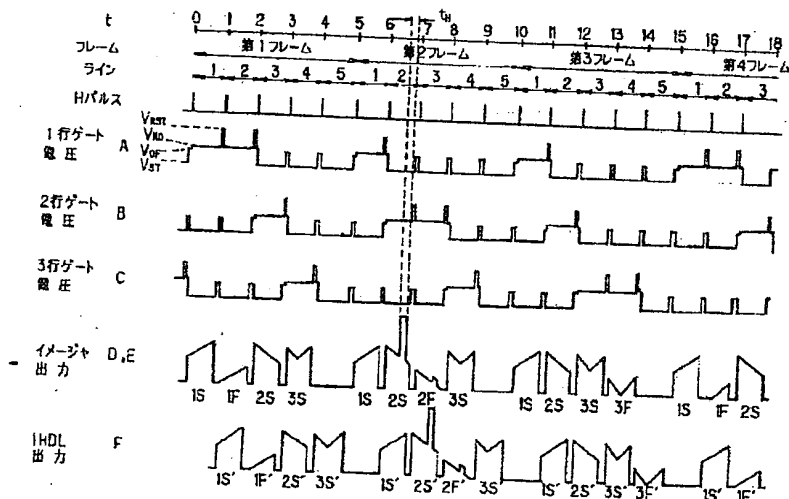 t 0 1 2 3 4 5 6 7 8 9 10 11 12 13 14 15 16 17 18
tH
フレーム 第1フレーム 第2フレーム 第3フレーム 第4フレーム
ライン 1 2 3 4 5 1 2 3 4 5 1 2 3 4 5 1 2 3
Hパルス
VRST
VRO
VOF
VST
1行ゲート電圧 A
2行ゲート電圧 B
3行ゲート電圧 C
イメージャ出力 D,E
1S 1F 2S 3S 1S 2S 2F 3S 1S 2S 3S 3F 1S 1F 2S
1HDL出力 F
1S' 1F' 2S' 3S' 1S' 2S' 2F' 3S' 1S' 2S' 3S' 3F' 1S' 1F'